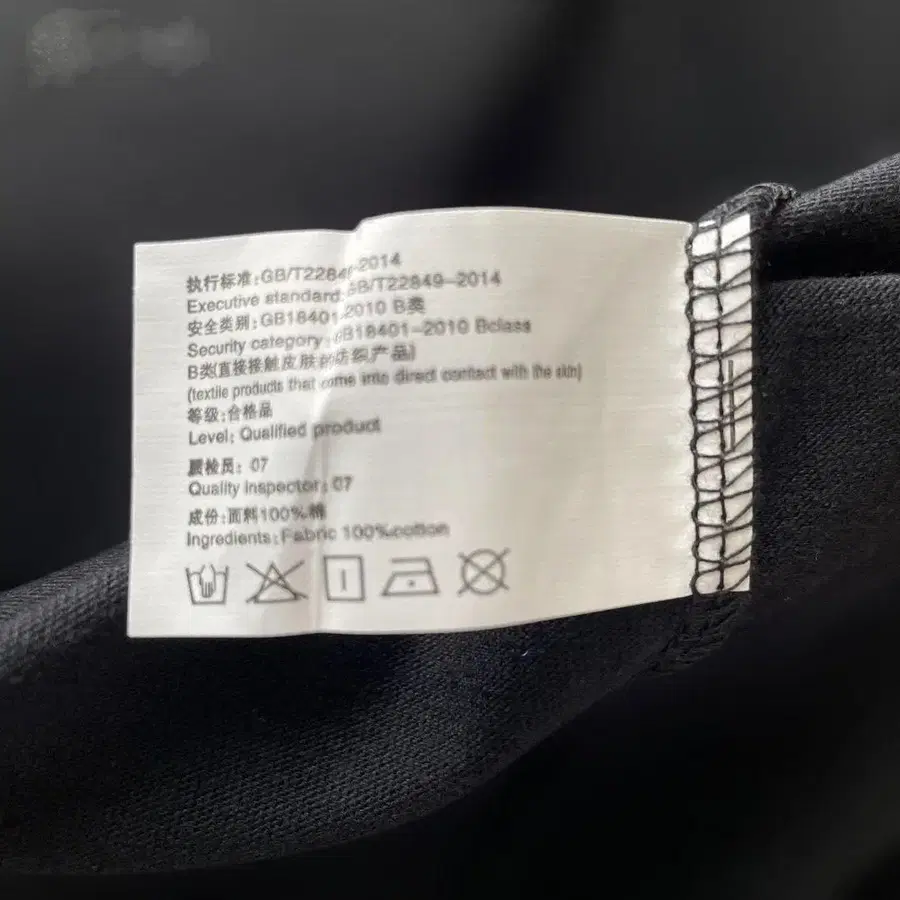 执行标准:GB/T22849-2014
Executive standard:GB/T22849-2014
安全类别:GB18401-2010 B类
Security category:GB18401-2010 Bclass
B类(直接接触皮肤的纺织产品)
(textile products that come into direct contact with the skin)
等级:合格品
Level: Qualified product
质检员: 07
Quality inspector: 07
成份:面料100%棉
Ingredients: Fabric 100%cotton